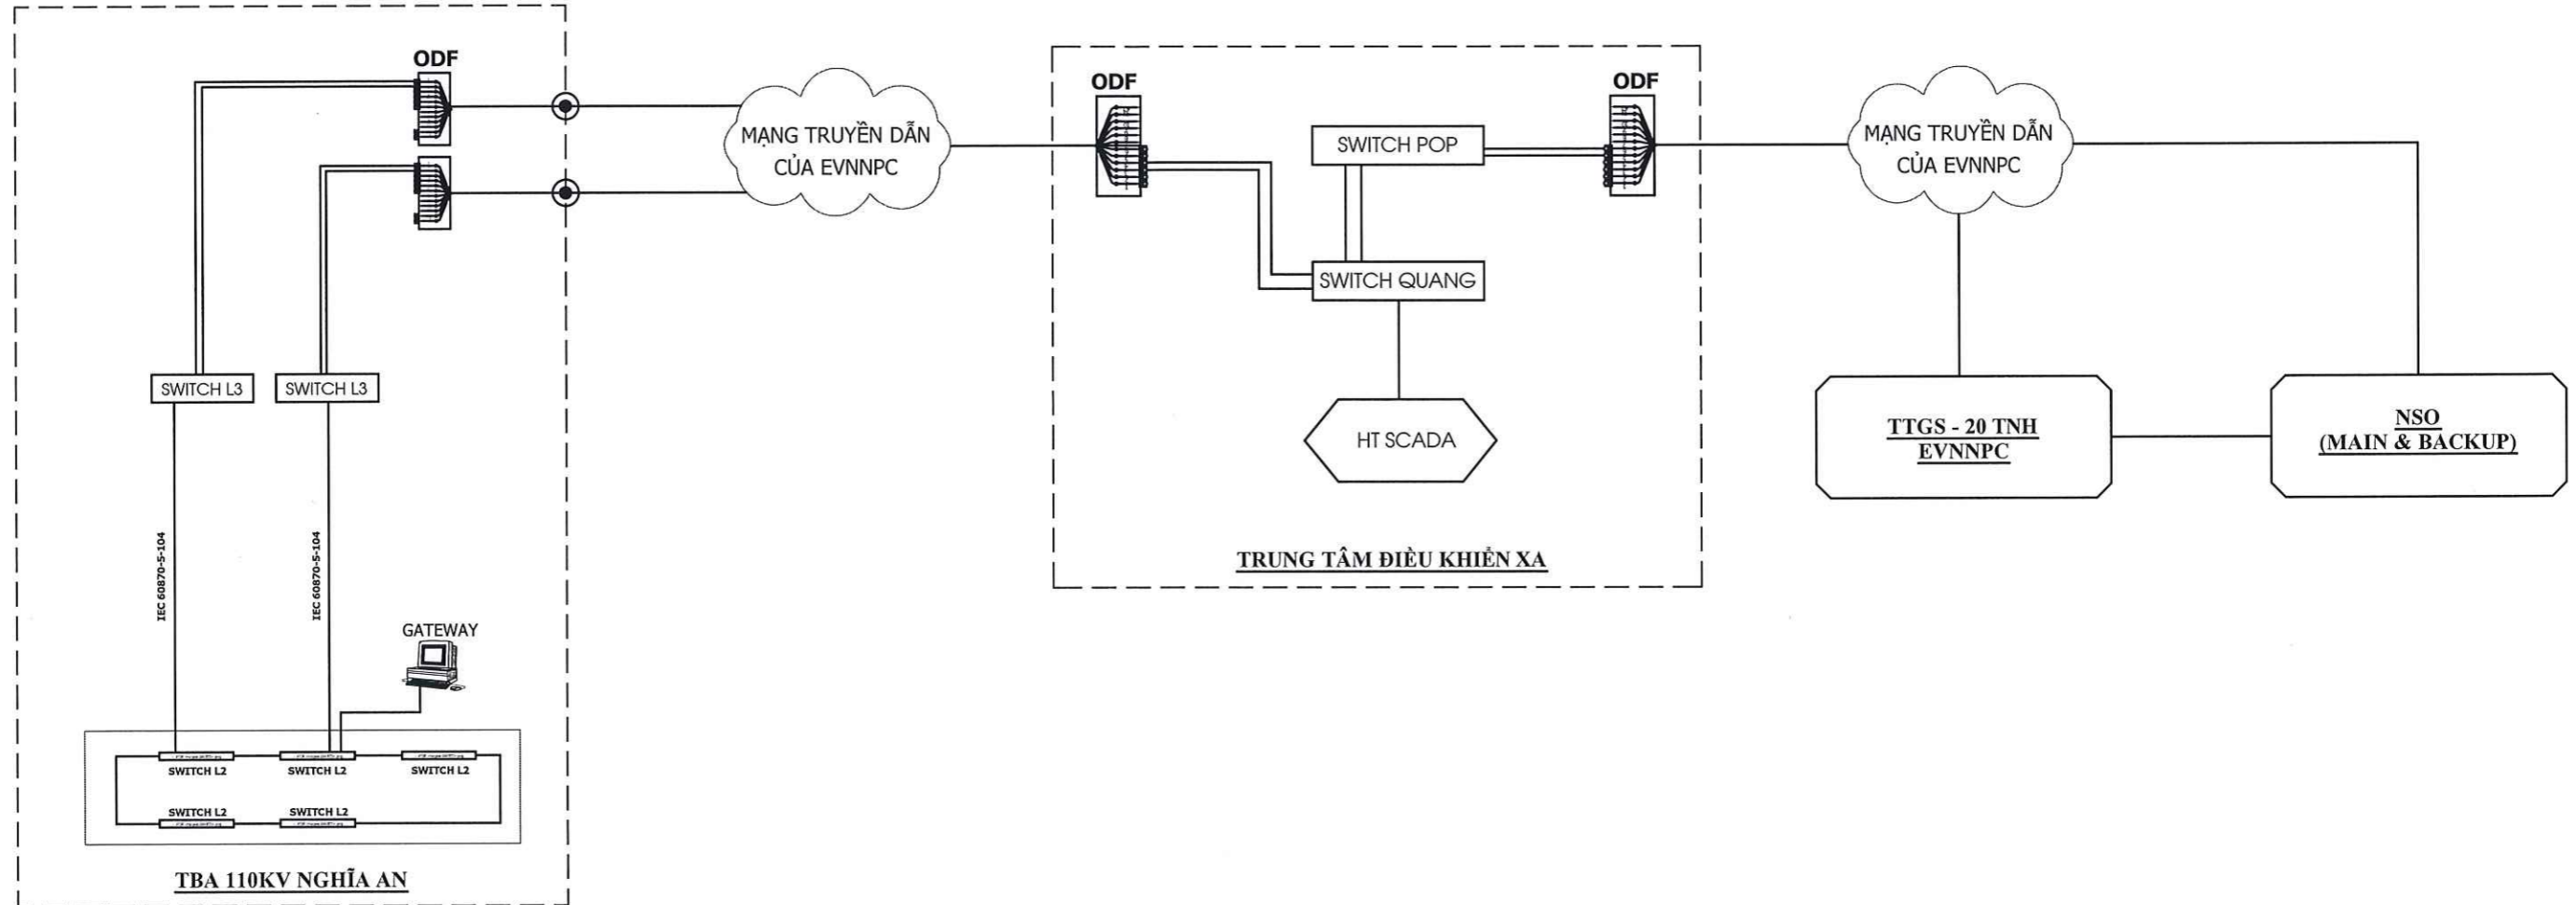 ODF
MẠNG TRUYỀN DẪN
CỦA EVNNPC
SWITCH L3
SWITCH L3
IEC 60870-5-104
IEC 60870-5-104
GATEWAY
SWITCH L2
SWITCH L2
SWITCH L2
SWITCH L2
SWITCH L2
TBA 110KV NGHĨA AN
ODF
ODF
SWITCH POP
SWITCH QUANG
HT SCADA
TRUNG TÂM ĐIỀU KHIỂN XA
MẠNG TRUYỀN DẪN
CỦA EVNNPC
TTGS - 20 TNH
EVNNPC
NSO
(MAIN & BACKUP)